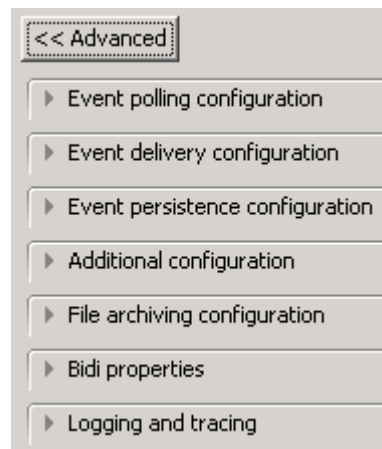 << Advanced
Event polling configuration
Event delivery configuration
Event persistence configuration
Additional configuration
File archiving configuration
Bidi properties
Logging and tracing